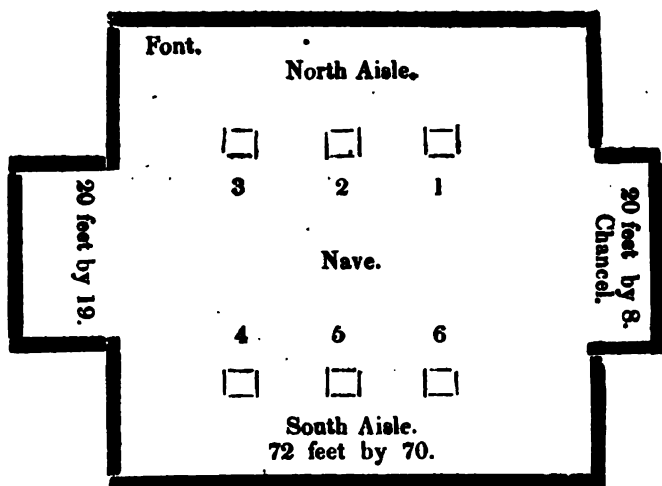 Font.
North Aisle.
3 2 1
20 feet by 19.
Nave.
20 feet by 8.
Chancel.
4 5 6
South Aisle.
72 feet by 70.